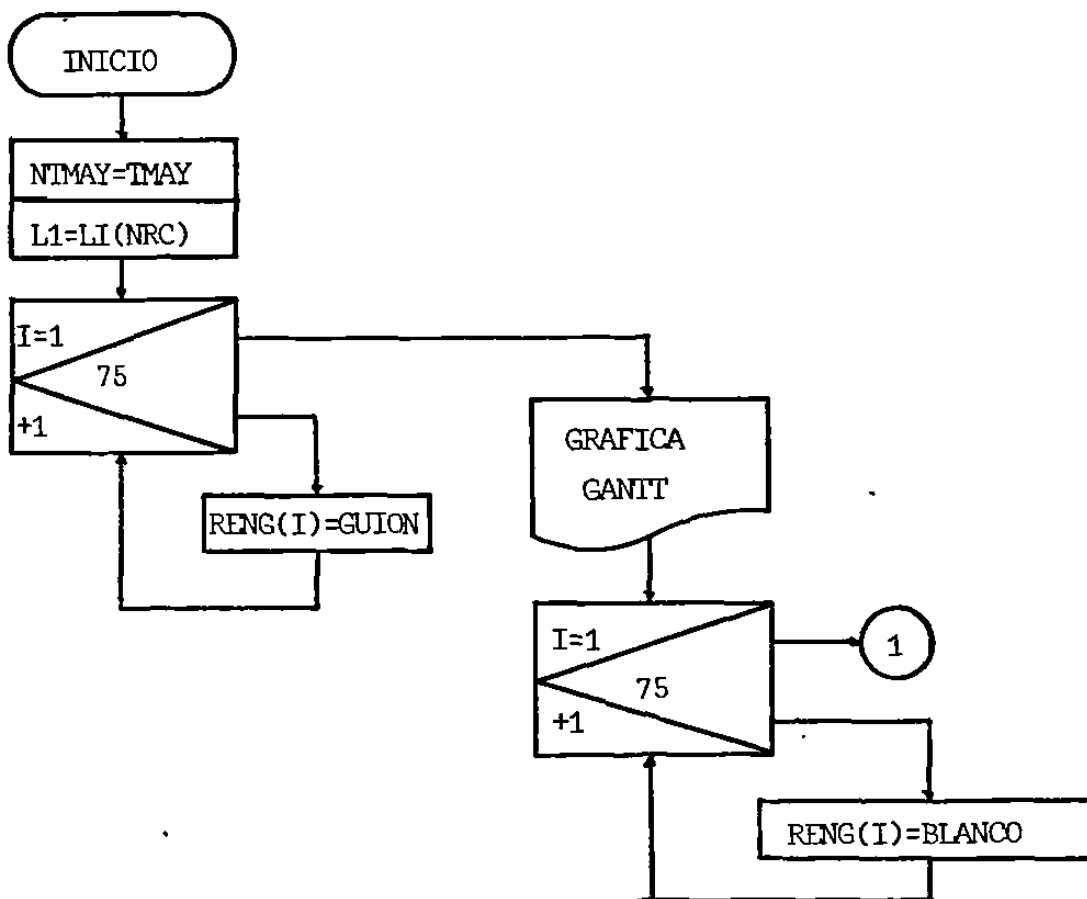 INICIO
NTMAY=TMAY
L1=LI(NRC)
I=1
75
+1
RENG(I)=GUION
GRAFICA
GANTT
I=1
75
+1
1
RENG(I)=BLANCO